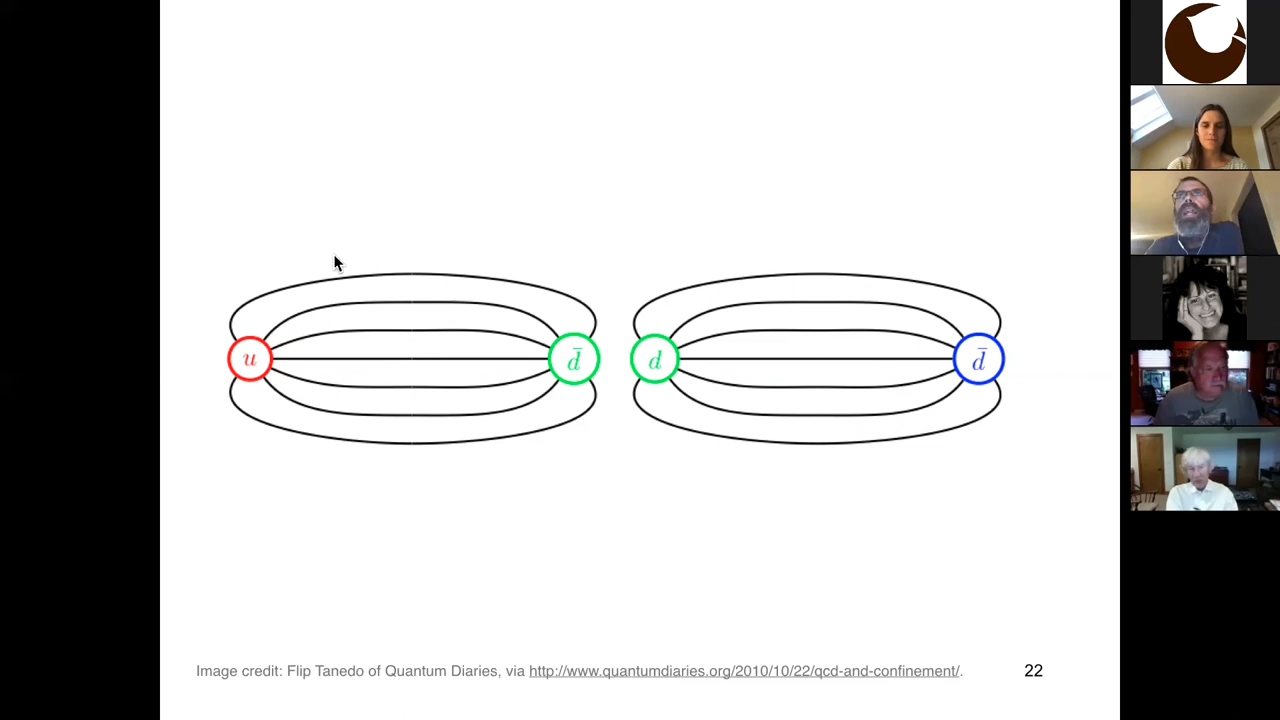 u d̄ d d̄
Image credit: Flip Tanedo of Quantum Diaries, via http://www.quantumdiaries.org/2010/10/22/qcd-and-confinement/. 22